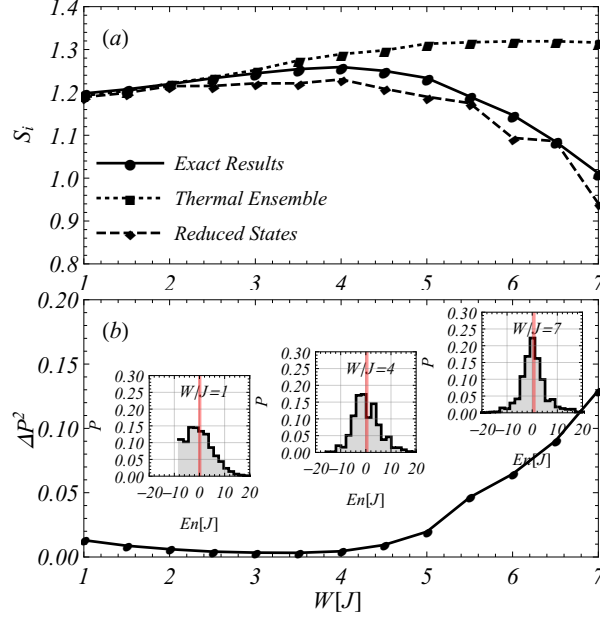 1.4
1.3
1.2
1.1
1.0
0.9
0.8
S_i
(a)
Exact Results
Thermal Ensemble
Reduced States
1 2 3 4 5 6 7
0.20
0.15
0.10
0.05
0.00
ΔP²
(b)
W/J=1
0.30
0.25
0.20
0.15
0.10
0.05
0.00
P
−20−10 0 10 20
En[J]
W/J=4
0.30
0.25
0.20
0.15
0.10
0.05
0.00
P
−20−10 0 10 20
En[J]
W/J=7
0.30
0.25
0.20
0.15
0.10
0.05
0.00
P
−20−10 0 10 20
En[J]
1 2 3 4 5 6 7
W[J]